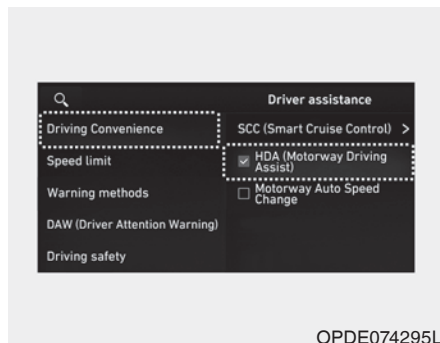 Driver assistance
Driving Convenience
Speed limit
Warning methods
DAW (Driver Attention Warning)
Driving safety
SCC (Smart Cruise Control) >
HDA (Motorway Driving
Assist)
Motorway Auto Speed
Change
OPDE074295L